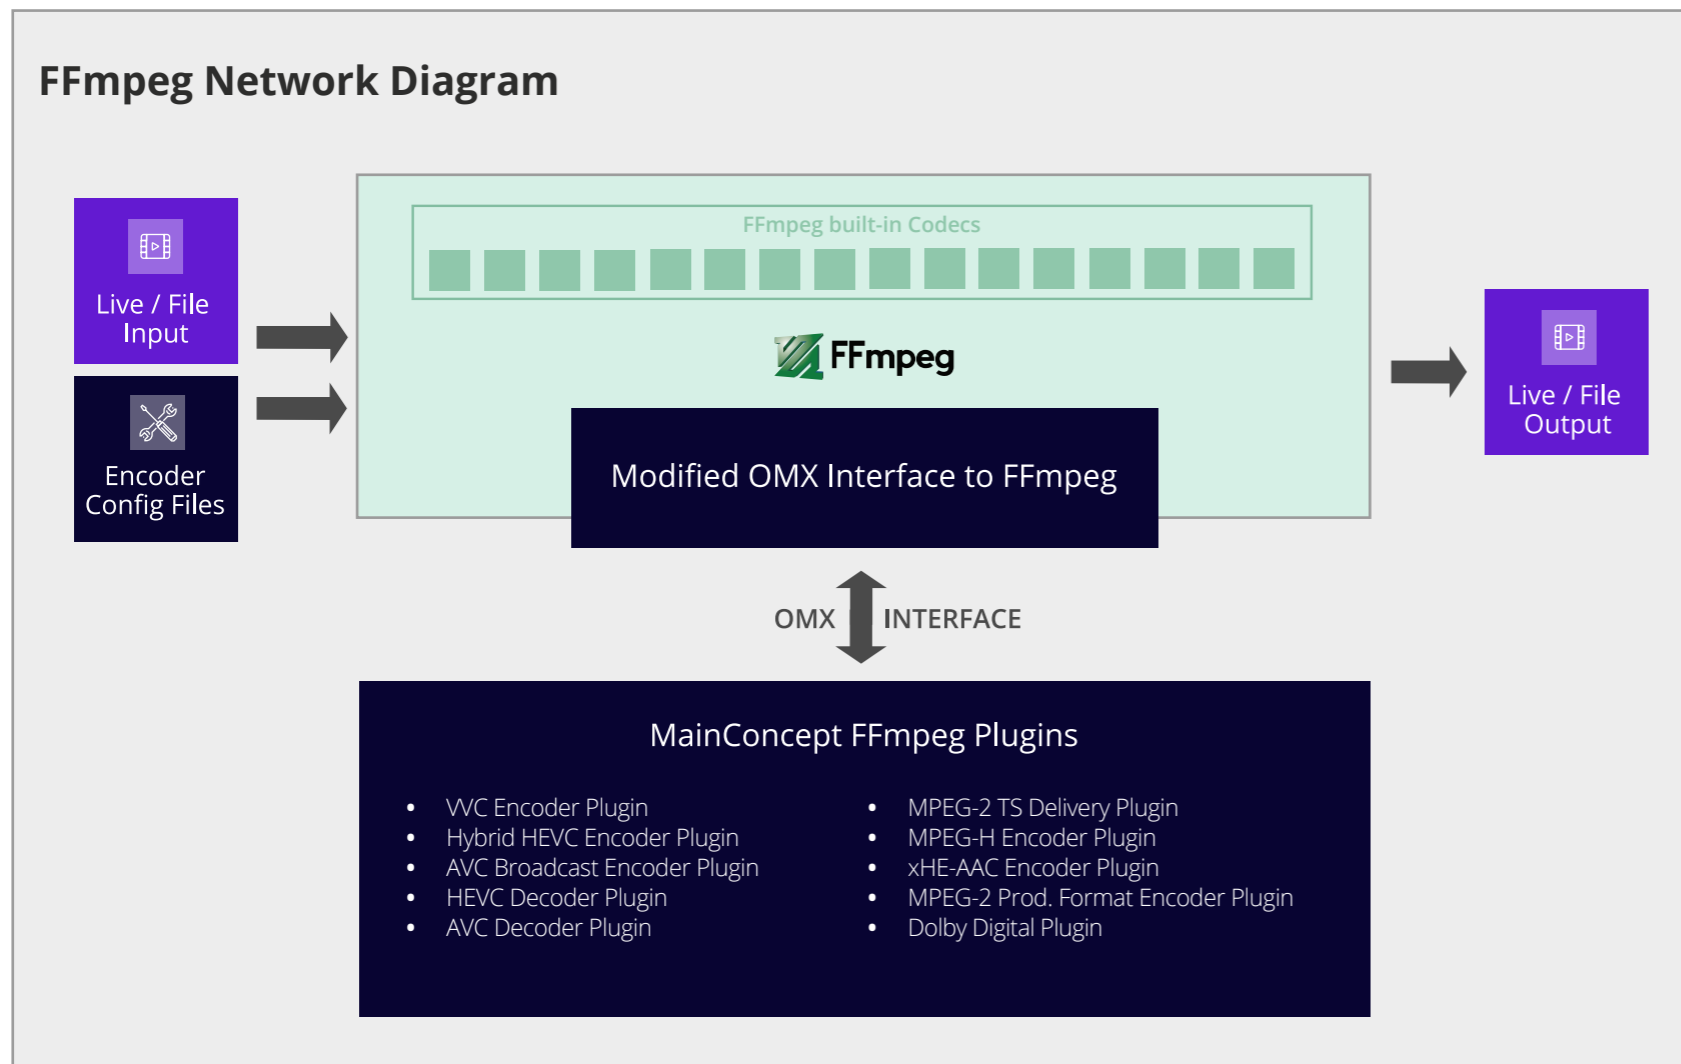 FFmpeg Network Diagram
Live / File
Input
Encoder
Config Files
FFmpeg built-in Codecs
FFmpeg
Modified OMX Interface to FFmpeg
Live / File
Output
OMX INTERFACE
MainConcept FFmpeg Plugins
• VVC Encoder Plugin
• Hybrid HEVC Encoder Plugin
• AVC Broadcast Encoder Plugin
• HEVC Decoder Plugin
• AVC Decoder Plugin
• MPEG-2 TS Delivery Plugin
• MPEG-H Encoder Plugin
• xHE-AAC Encoder Plugin
• MPEG-2 Prod. Format Encoder Plugin
• Dolby Digital Plugin